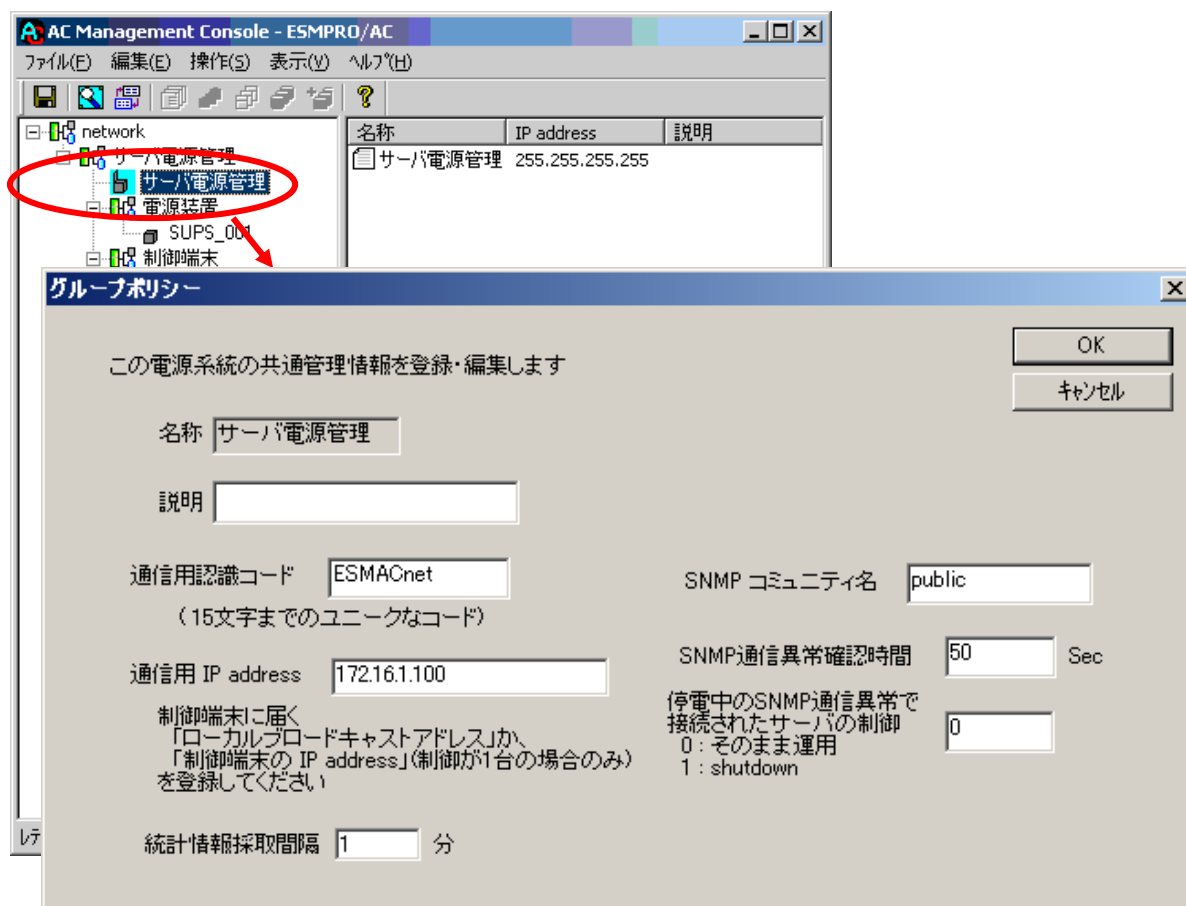 AC Management Console - ESMPRO/AC
ファイル(F) 編集(E) 操作(S) 表示(V) ヘルプ(H)
名称 IP address 説明
network
サーバ電源管理
サーバ電源管理 255.255.255.255
サーバ電源管理
電源装置
SUPS_001
制御端末
レデ
グループポリシー
この電源系統の共通管理情報を登録・編集します
OK
キャンセル
名称 サーバ電源管理
説明
通信用認識コード ESMACnet
(15文字までのユニークなコード)
SNMP コミュニティ名 public
通信用 IP address 172.16.1.100
SNMP通信異常確認時間 50 Sec
制御端末に届く
「ローカルブロードキャストアドレス」か、
「制御端末の IP address」(制御が1台の場合のみ)
を登録してください
停電中のSNMP通信異常で
接続されたサーバの制御 0
0 : そのまま運用
1 : shutdown
統計情報採取間隔 1 分